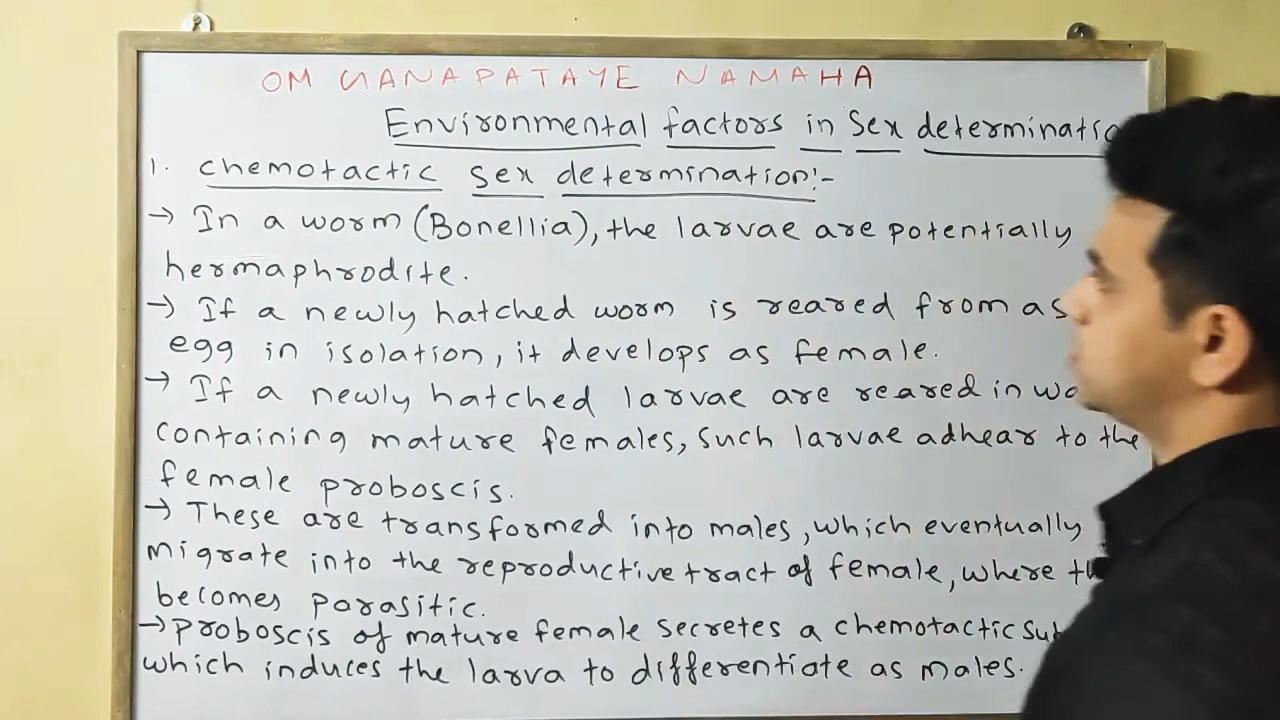 OM GANAPATAYE NAMAHA
Environmental factors in Sex determinatio
1. chemotactic sex determination:-
→ In a worm (Bonellia), the larvae are potentially
hermaphrodite.
→ If a newly hatched worm is reared from a
egg in isolation, it develops as female.
→ If a newly hatched larvae are reared in
containing mature females, such larvae adhear to the
female proboscis.
→ These are transformed into males, which eventually
migrate into the reproductive tract of female, where
becomes parasitic.
→ Proboscis of mature female secretes a chemotactic
which induces the larva to differentiate as males.